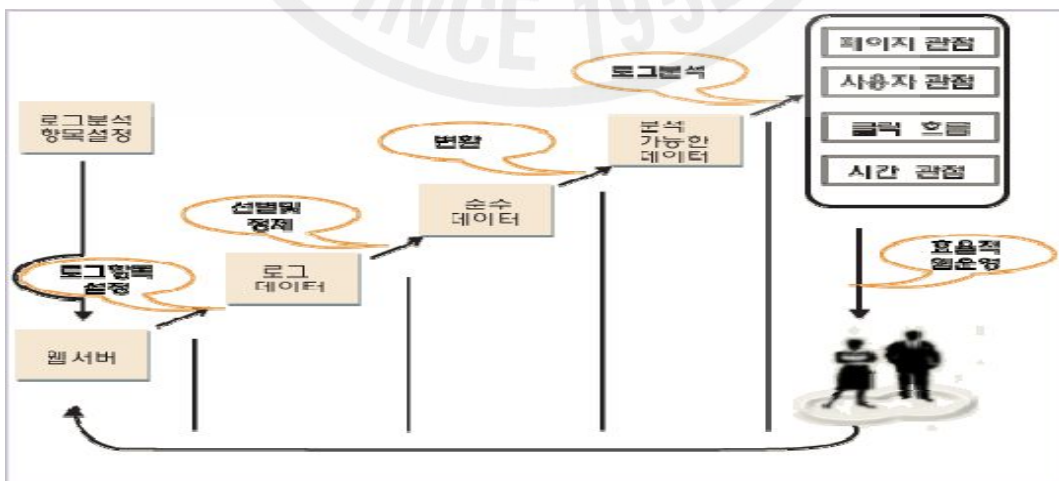 SINCE 195
로그분석
항목설정
로그항목
설정
웹 서버
선별및
정제
로그
데이터
변환
순수
데이터
로그분석
분석
가능한
데이터
페이지 관점
사용자 관점
클릭 흐름
시간 관점
효율적
웹운영